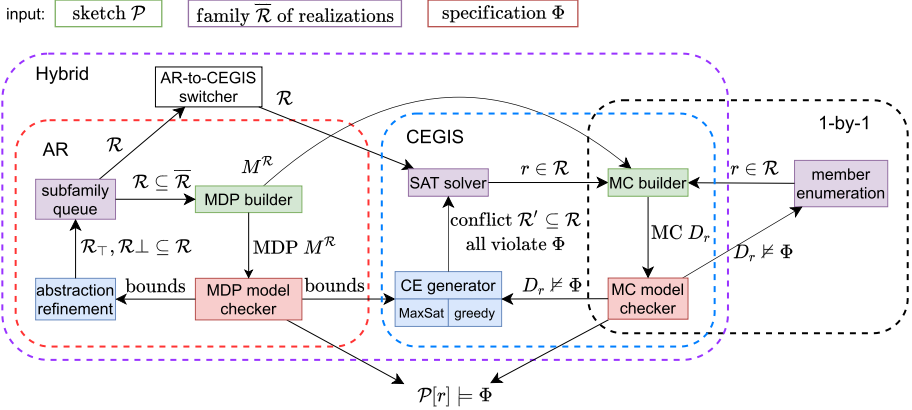 input:
sketch 𝒫
family ℛ̅ of realizations
specification Φ
Hybrid
AR-to-CEGIS
switcher
ℛ
ℛ
AR
CEGIS
1-by-1
subfamily
queue
ℛ ⊆ ℛ̅
MDP builder
M^ℛ
SAT solver
r ∈ ℛ
MC builder
r ∈ ℛ
member
enumeration
ℛ⊤, ℛ⊥ ⊆ ℛ
MDP M^ℛ
conflict ℛ′ ⊆ ℛ
all violate Φ
MC D_r
D_r ⊭ Φ
abstraction
refinement
bounds
MDP model
checker
bounds
CE generator
MaxSat
greedy
D_r ⊭ Φ
MC model
checker
𝒫[r] ⊨ Φ